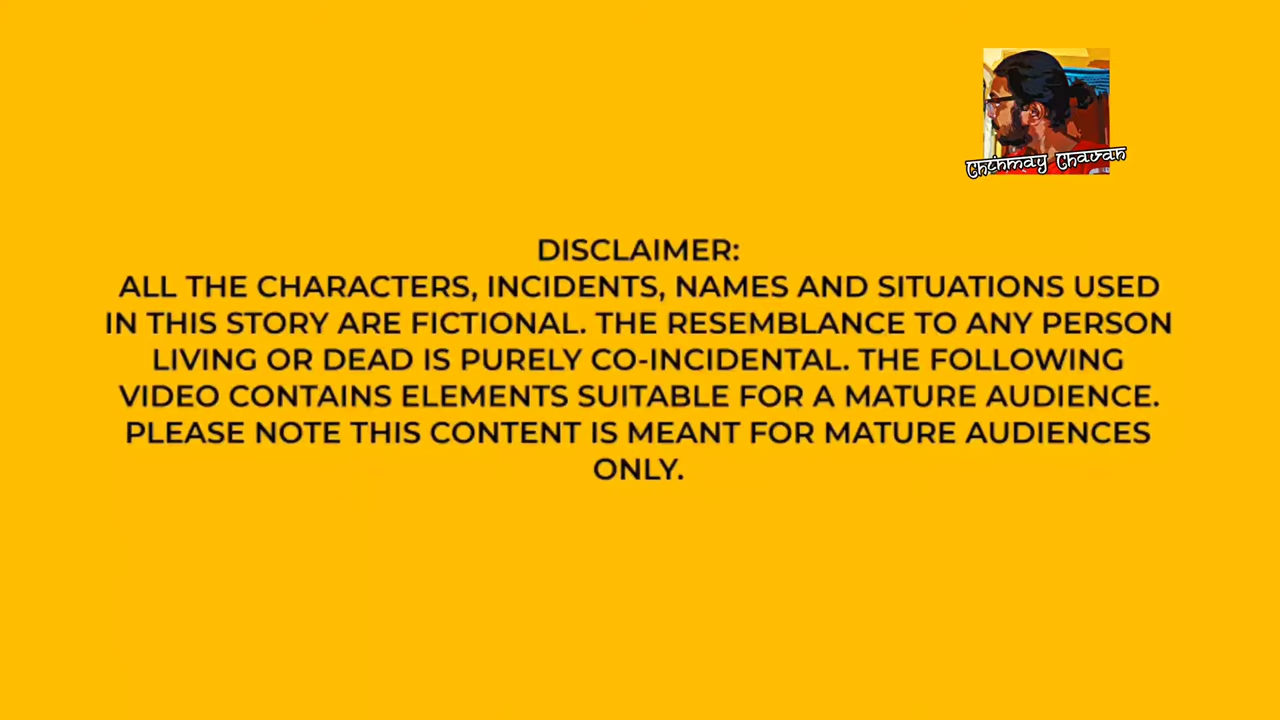 Chinmay Chavan
DISCLAIMER:
ALL THE CHARACTERS, INCIDENTS, NAMES AND SITUATIONS USED
IN THIS STORY ARE FICTIONAL. THE RESEMBLANCE TO ANY PERSON
LIVING OR DEAD IS PURELY CO-INCIDENTAL. THE FOLLOWING
VIDEO CONTAINS ELEMENTS SUITABLE FOR A MATURE AUDIENCE.
PLEASE NOTE THIS CONTENT IS MEANT FOR MATURE AUDIENCES
ONLY.